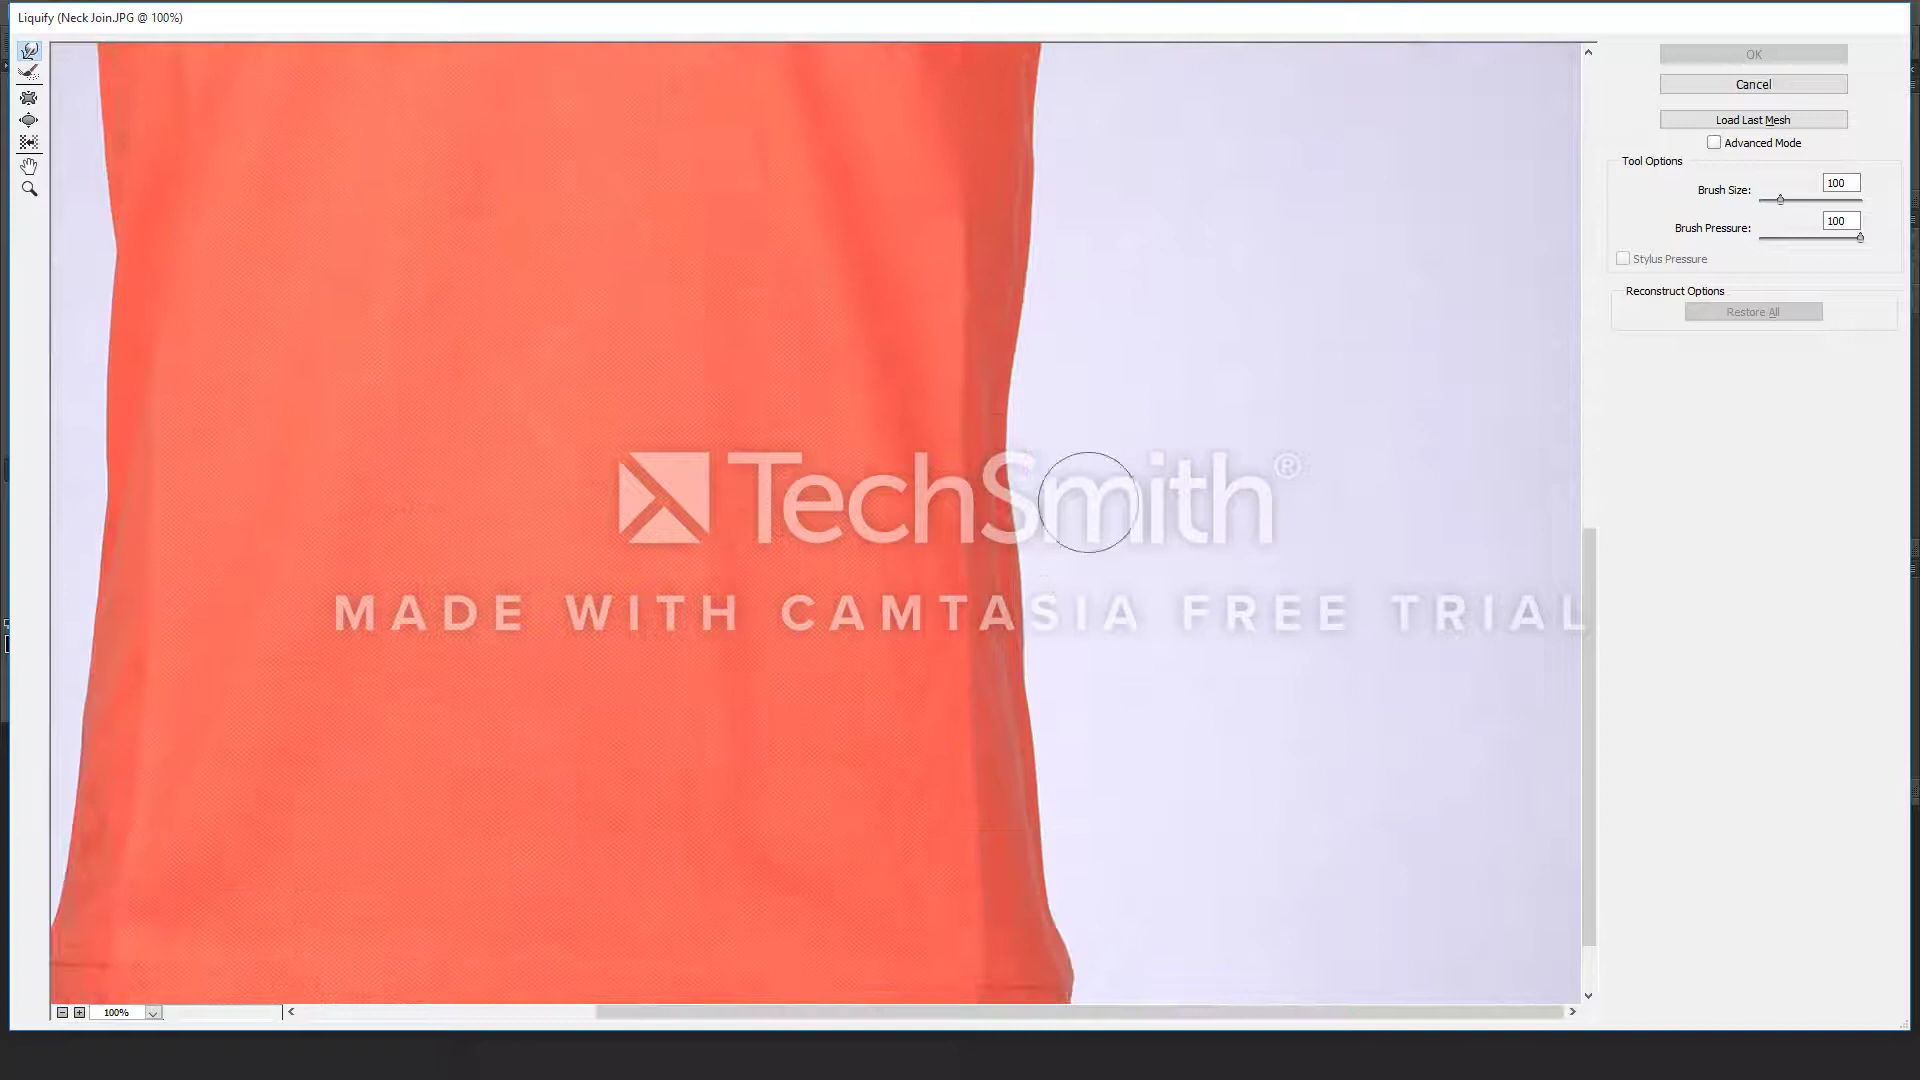 Liquify (Neck Join.JPG @ 100%)
OK
Cancel
Load Last Mesh
Advanced Mode
Tool Options
Brush Size:
100
Brush Pressure:
100
Stylus Pressure
Reconstruct Options
Restore All
TechSmith®
MADE WITH CAMTASIA FREE TRIAL
100%